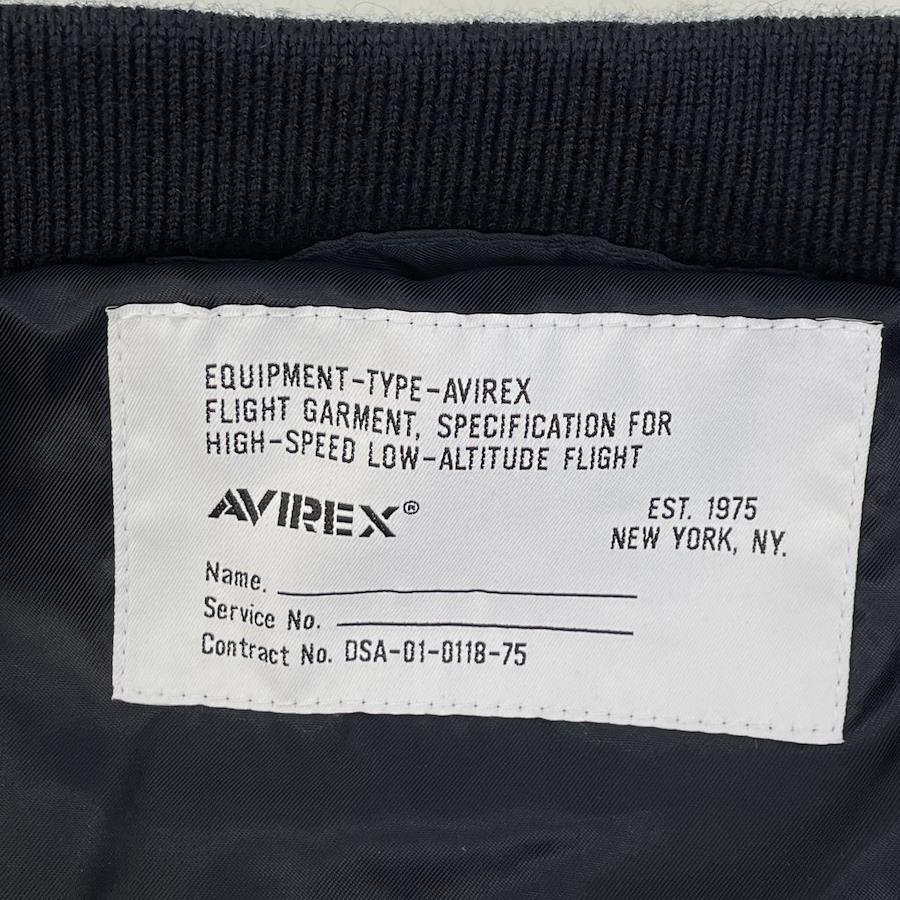 EQUIPMENT-TYPE-AVIREX
FLIGHT GARMENT, SPECIFICATION FOR
HIGH-SPEED LOW-ALTITUDE FLIGHT
AVIREX®
EST. 1975
NEW YORK, NY.
Name.
Service No.
Contract No. DSA-01-0118-75